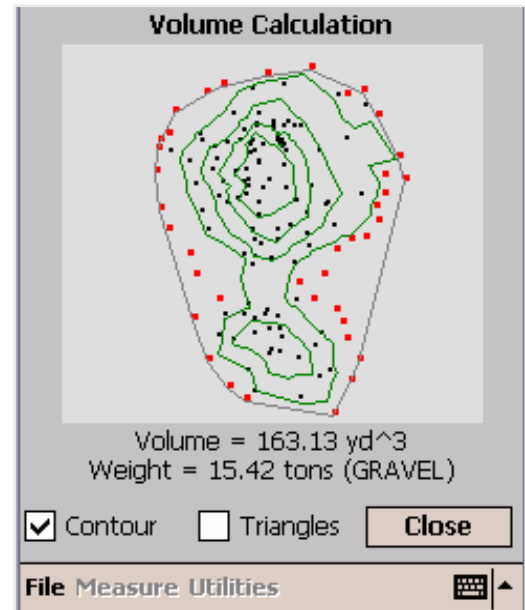 Volume Calculation
Volume = 163.13 yd^3
Weight = 15.42 tons (GRAVEL)
Contour Triangles Close
File Measure Utilities